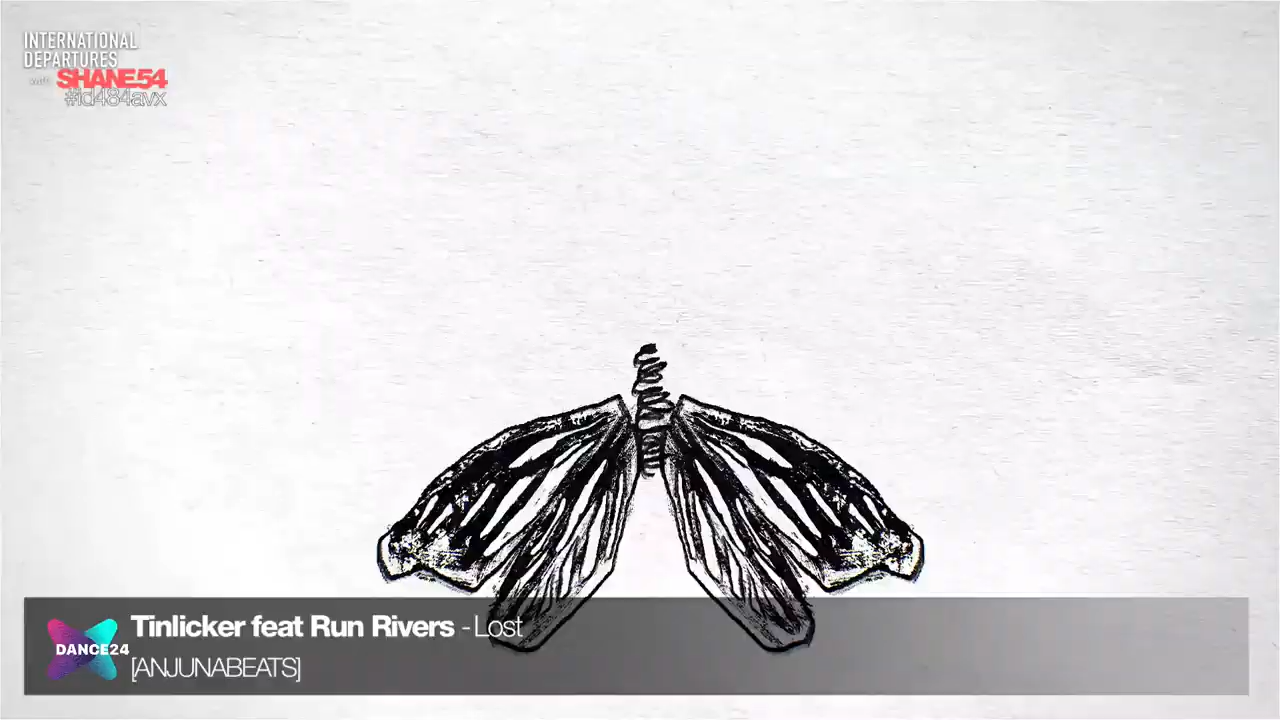 INTERNATIONAL
DEPARTURES
with SHANE54
#id484avx
Tinlicker feat Run Rivers - Lost
DANCE24
[ANJUNABEATS]